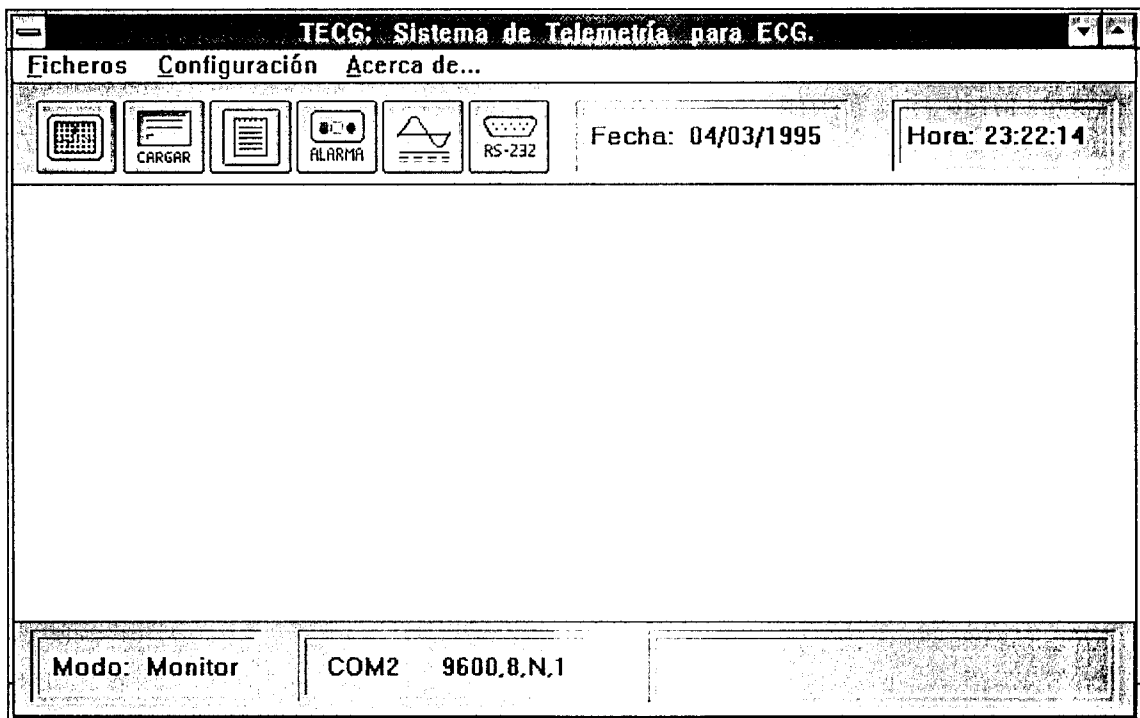 TECG: Sistema de Telemetría para ECG.
Ficheros Configuración Acerca de...
CARGAR ALARMA RS-232 Fecha: 04/03/1995 Hora: 23:22:14
Modo: Monitor COM2 9600,8,N,1